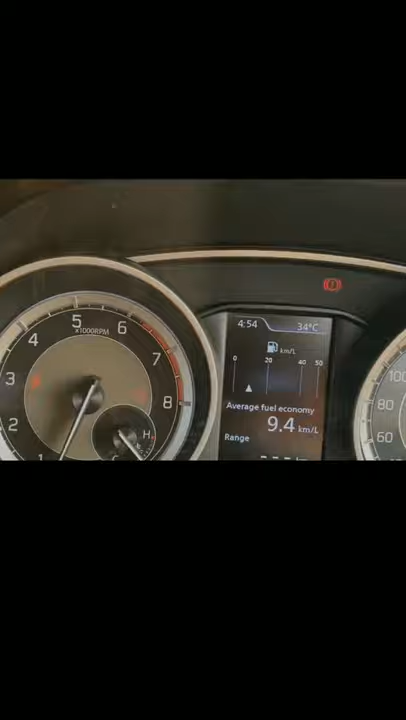 4:54 34°C
km/L
0 20 40 50
Average fuel economy
9.4 km/L
Range
5
x1000RPM
4 6
3 7
2 8
1
H
C
100
80
60